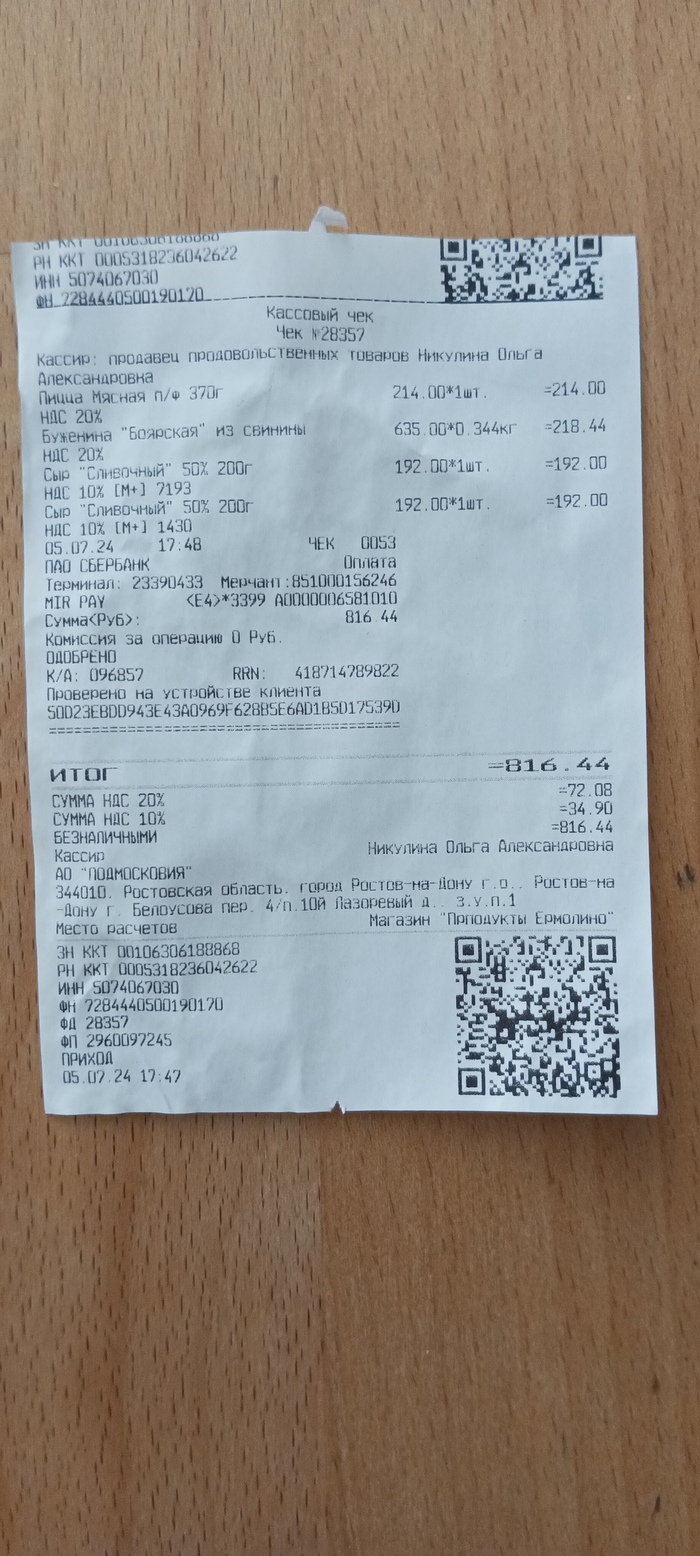 РН ККТ 0005318236042622
ИНН 5074067030
ФН 7284440500190170
Кассовый чек
Чек №28357
Кассир: продавец продовольственных товаров Никулина Ольга
Александровна
Пицца Мясная п/ф 370г 214.00*1шт. =214.00
НДС 20%
Буженина "Боярская" из свинины 635.00*0.344кг =218.44
НДС 20%
Сыр "Сливочный" 50% 200г 192.00*1шт. =192.00
НДС 10% [М+] 7193
Сыр "Сливочный" 50% 200г 192.00*1шт. =192.00
НДС 10% [М+] 1430
05.07.24 17:48 ЧЕК 0053
ПАО СБЕРБАНК Оплата
Терминал: 23390433 Мерчант:851000156246
MIR PAY <E4>*3399 A0000006581010
Сумма<Руб>: 816.44
Комиссия за операцию 0 Руб.
ОДОБРЕНО
К/А: 096857 RRN: 418714789822
Проверено на устройстве клиента
50D23EBDD943E43A0969F628B5E6AD1B5D17539D
========================================
ИТОГ =816.44
СУММА НДС 20% =72.08
СУММА НДС 10% =34.90
БЕЗНАЛИЧНЫМИ =816.44
Кассир Никулина Ольга Александровна
АО "ПОДМОСКОВИЯ"
344010. Ростовская область. город Ростов-на-Дону г.о.. Ростов-на
-Дону г. Белоусова пер. 4/п.10й Лазоревый д.. з.у.п.1
Место расчетов Магазин "Прподукты Ермолино"
ЗН ККТ 00106306188868
РН ККТ 0005318236042622
ИНН 5074067030
ФН 7284440500190170
ФД 28357
ФП 2960097245
ПРИХОД
05.07.24 17:47